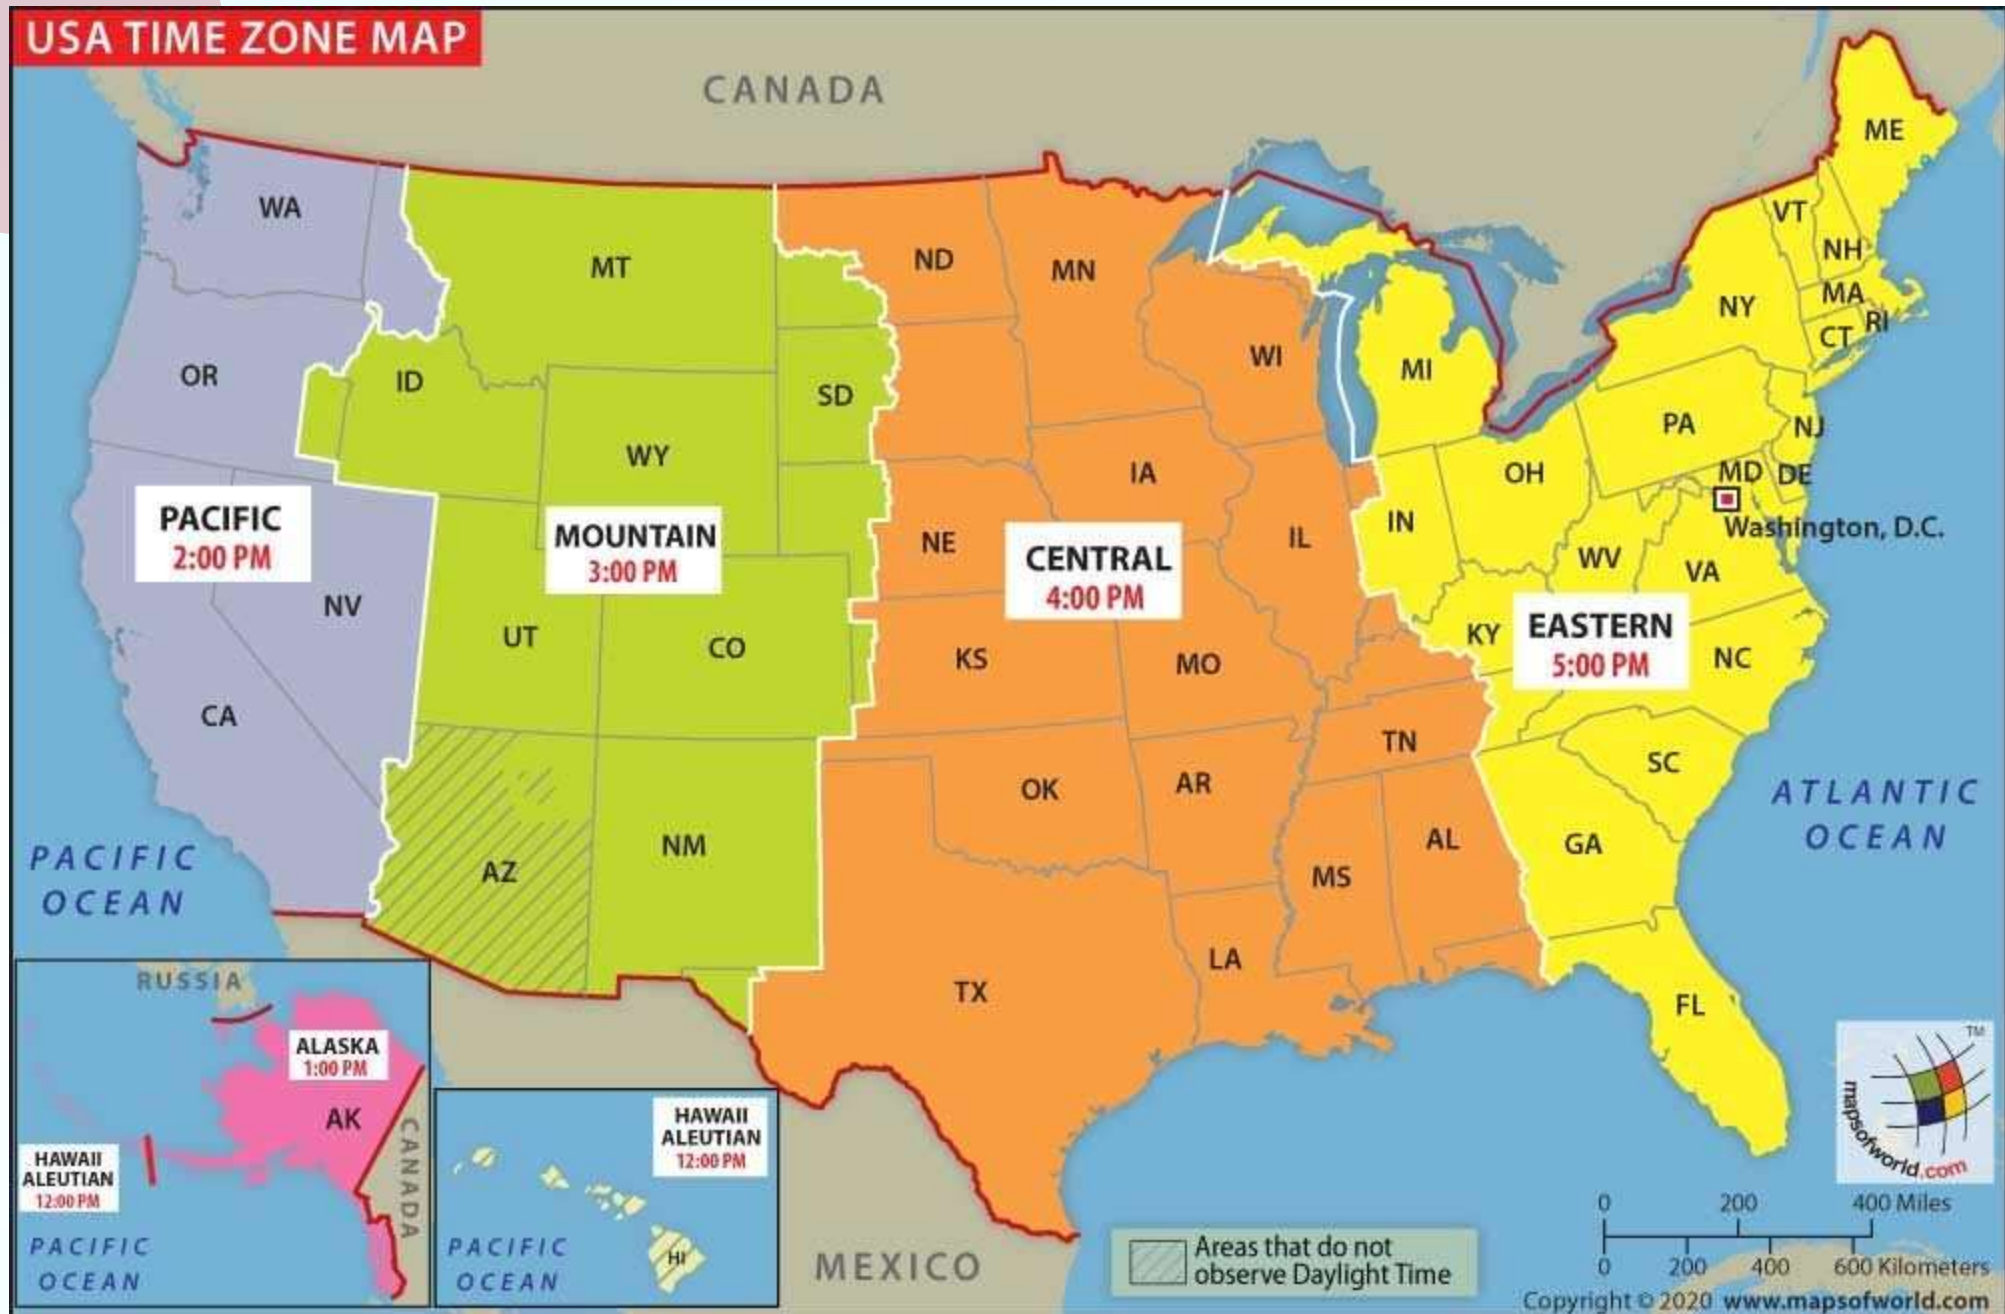 USA TIME ZONE MAP
CANADA
WA
MT
ND
MN
ME
VT
NH
MA
NY
CT
RI
OR
ID
SD
WI
MI
WY
IA
PA
NJ
OH
MD
DE
Washington, D.C.
PACIFIC
2:00 PM
MOUNTAIN
3:00 PM
NE
CENTRAL
4:00 PM
IL
IN
WV
VA
NV
UT
CO
KS
MO
KY
EASTERN
5:00 PM
NC
CA
TN
SC
OK
AR
ATLANTIC
OCEAN
PACIFIC
OCEAN
AZ
NM
MS
AL
GA
LA
TX
FL
RUSSIA
ALASKA
1:00 PM
AK
CANADA
HAWAII
ALEUTIAN
12:00 PM
PACIFIC
OCEAN
HAWAII
ALEUTIAN
12:00 PM
HI
PACIFIC
OCEAN
MEXICO
Areas that do not
observe Daylight Time
TM
mapsofworld.com
0 200 400 Miles
0 200 400 600 Kilometers
Copyright © 2020 www.mapsofworld.com